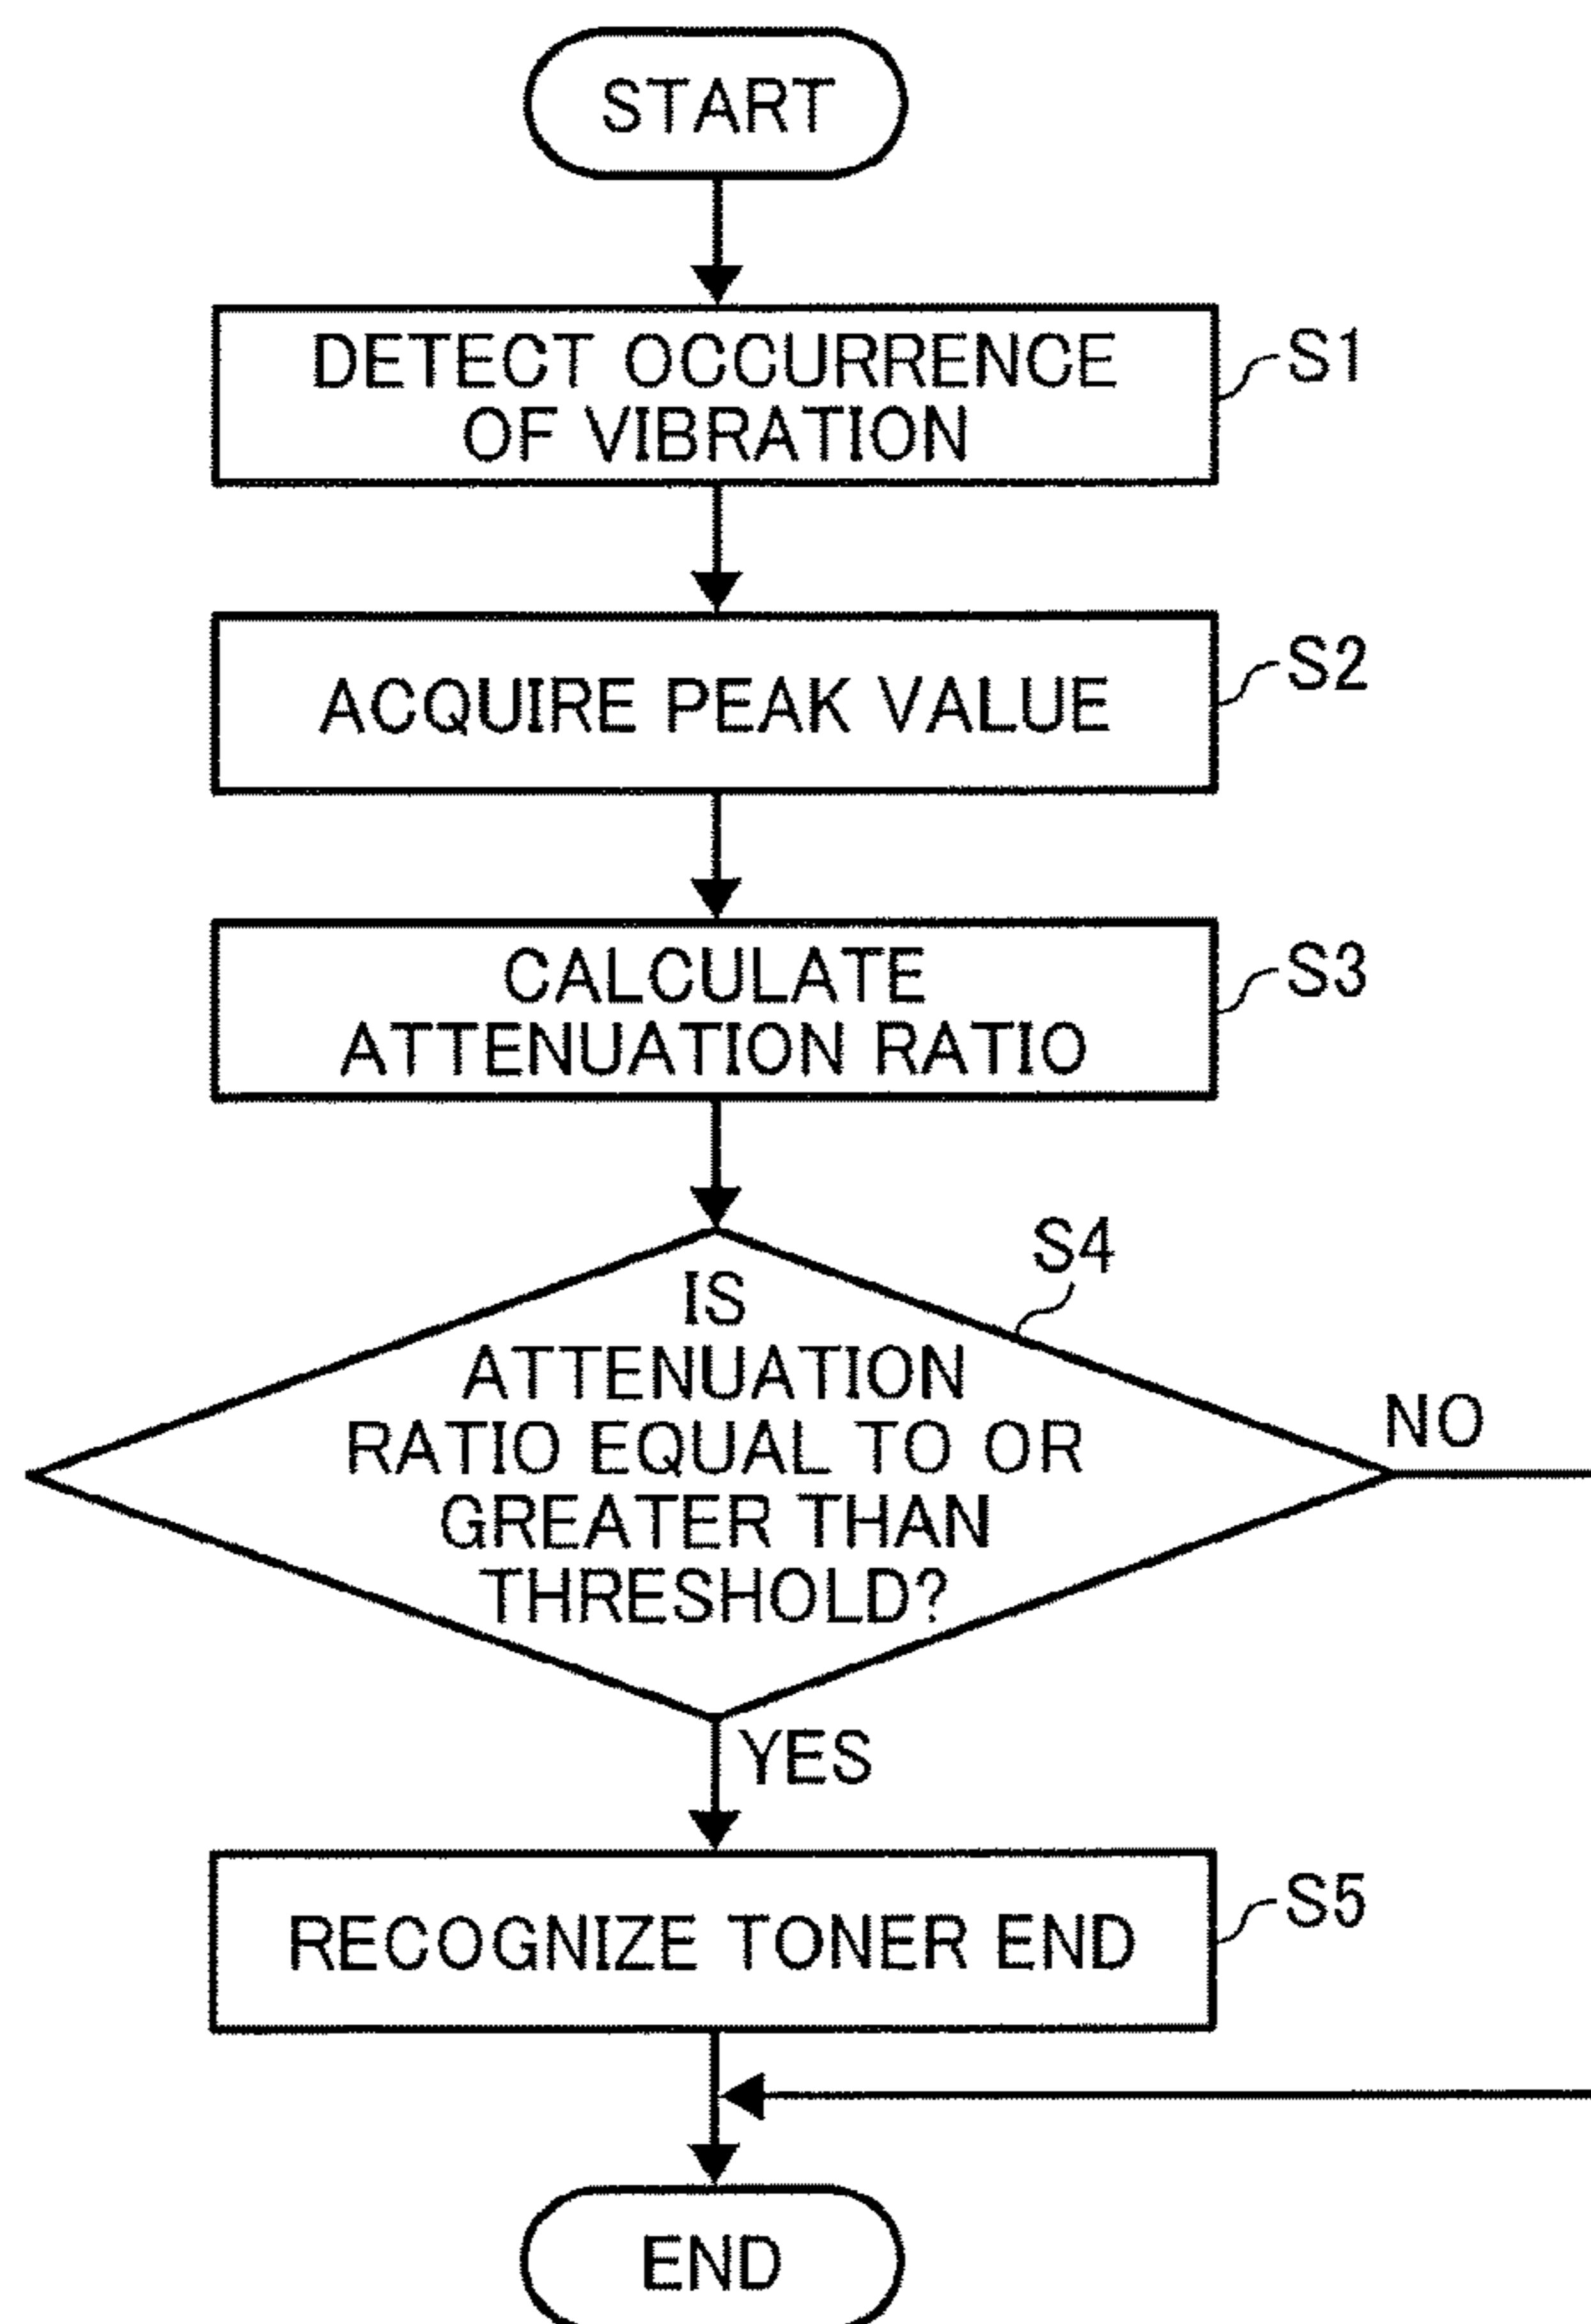 START
DETECT OCCURRENCE
OF VIBRATION
S1
ACQUIRE PEAK VALUE
S2
CALCULATE
ATTENUATION RATIO
S3
S4
IS
ATTENUATION
RATIO EQUAL TO OR
GREATER THAN
THRESHOLD?
NO
YES
RECOGNIZE TONER END
S5
END